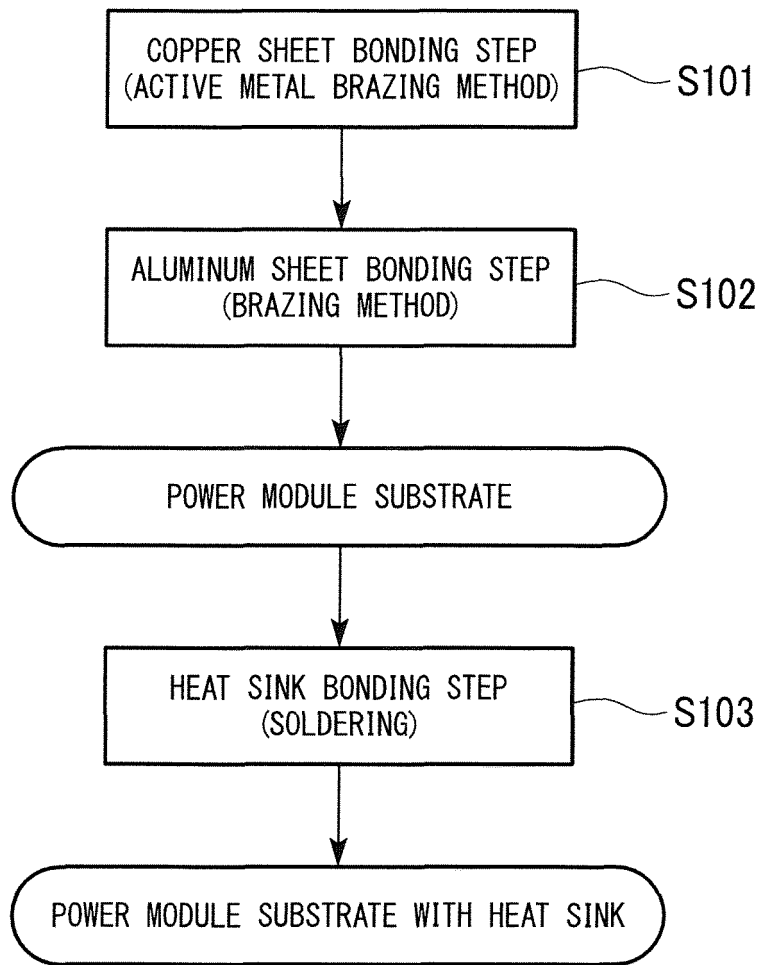 COPPER SHEET BONDING STEP
(ACTIVE METAL BRAZING METHOD)
S101
ALUMINUM SHEET BONDING STEP
(BRAZING METHOD)
S102
POWER MODULE SUBSTRATE
HEAT SINK BONDING STEP
(SOLDERING)
S103
POWER MODULE SUBSTRATE WITH HEAT SINK